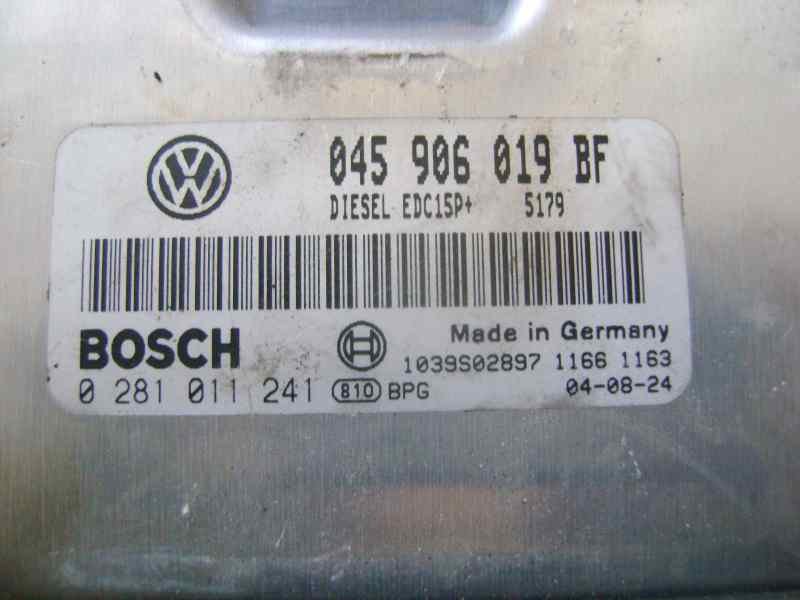 045 906 019 BF
DIESEL EDC15P+ 5179
BOSCH
Made in Germany
1039S02897 1166 1163
0 281 011 241 810 BPG 04-08-24